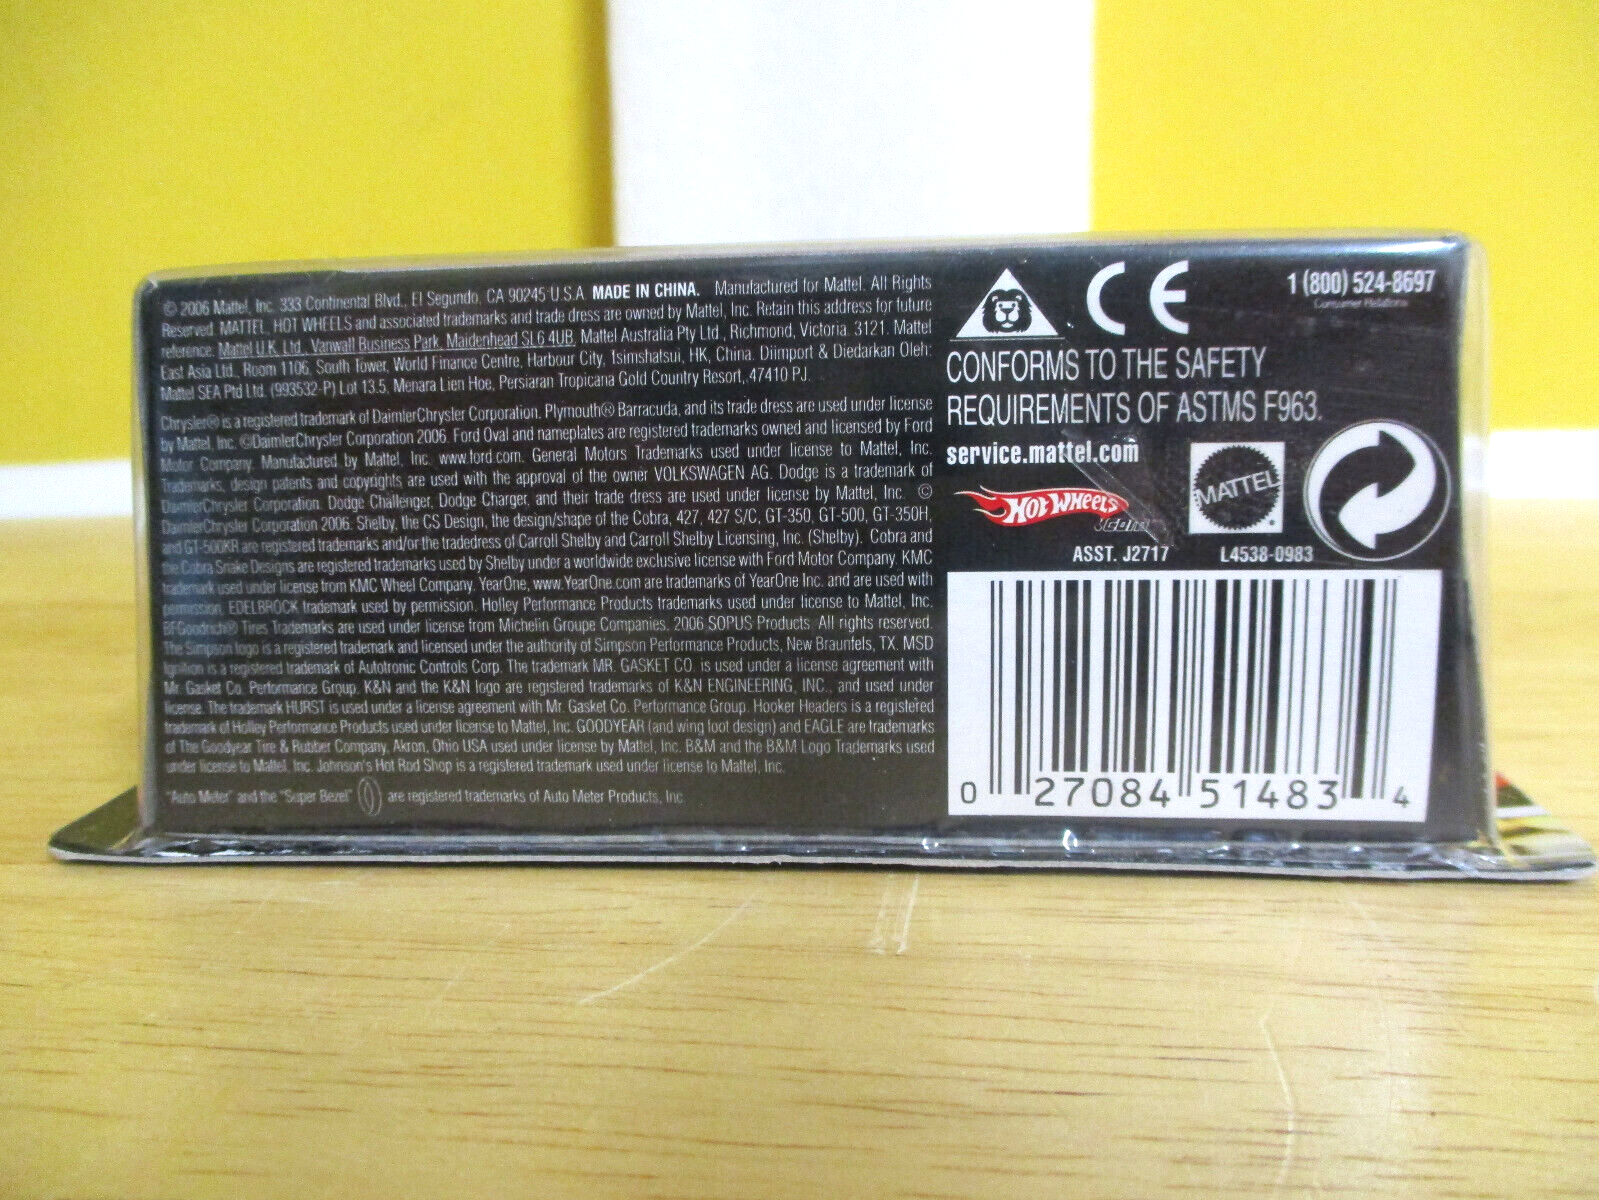 © 2006 Mattel, Inc. 333 Continental Blvd., El Segundo, CA 90245 U.S.A. MADE IN CHINA. Manufactured for Mattel. All Rights
Reserved. MATTEL, HOT WHEELS and associated trademarks and trade dress are owned by Mattel, Inc. Retain this address for future
reference: Mattel U.K. Ltd., Vanwall Business Park, Maidenhead SL6 4UB. Mattel Australia Pty Ltd., Richmond, Victoria. 3121. Mattel
East Asia Ltd., Room 1106, South Tower, World Finance Centre, Harbour City, Tsimshatsui, HK, China. Diimport & Diedarkan Oleh:
Mattel SEA Ptd Ltd. (993532-P) Lot 13.5, Menara Lien Hoe, Persiaran Tropicana Gold Country Resort, 47410 PJ.
Chrysler® is a registered trademark of DaimlerChrysler Corporation. Plymouth® Barracuda, and its trade dress are used under license
by Mattel, Inc. ©DaimlerChrysler Corporation 2006. Ford Oval and nameplates are registered trademarks owned and licensed by Ford
Motor Company. Manufactured by Mattel, Inc. www.ford.com. General Motors Trademarks used under license to Mattel, Inc.
Trademarks, design patents and copyrights are used with the approval of the owner VOLKSWAGEN AG. Dodge is a trademark of
DaimlerChrysler Corporation. Dodge Challenger, Dodge Charger, and their trade dress are used under license by Mattel, Inc. ©
DaimlerChrysler Corporation 2006. Shelby, the CS Design, the design/shape of the Cobra, 427, 427 S/C, GT-350, GT-500, GT-350H,
and GT-500KR are registered trademarks and/or the tradedress of Carroll Shelby and Carroll Shelby Licensing, Inc. (Shelby). Cobra and
the Cobra Snake Designs are registered trademarks used by Shelby under a worldwide exclusive license with Ford Motor Company. KMC
trademark used under license from KMC Wheel Company. YearOne, www.YearOne.com are trademarks of YearOne Inc. and are used with
permission. EDELBROCK trademark used by permission. Holley Performance Products trademarks used under license to Mattel, Inc.
BFGoodrich® Tires Trademarks are used under license from Michelin Groupe Companies. 2006 SOPUS Products. All rights reserved.
The Simpson logo is a registered trademark and licensed under the authority of Simpson Performance Products, New Braunfels, TX. MSD
Ignition is a registered trademark of Autotronic Controls Corp. The trademark MR. GASKET CO. is used under a license agreement with
Mr. Gasket Co. Performance Group. K&N and the K&N logo are registered trademarks of K&N ENGINEERING, INC., and used under
license. The trademark HURST is used under a license agreement with Mr. Gasket Co. Performance Group. Hooker Headers is a registered
trademark of Holley Performance Products used under license to Mattel, Inc. GOODYEAR (and wing foot design) and EAGLE are trademarks
of The Goodyear Tire & Rubber Company, Akron, Ohio USA used under license by Mattel, Inc. B&M and the B&M Logo Trademarks used
under license to Mattel, Inc. Johnson's Hot Rod Shop is a registered trademark used under license to Mattel, Inc.
"Auto Meter" and the "Super Bezel" are registered trademarks of Auto Meter Products, Inc.
CE
1 (800) 524-8697
Consumer Relations
CONFORMS TO THE SAFETY
REQUIREMENTS OF ASTMS F963.
service.mattel.com
HOT WHEELS
.com
MATTEL
ASST. J2717 L4538-0983
0 27084 51483 4